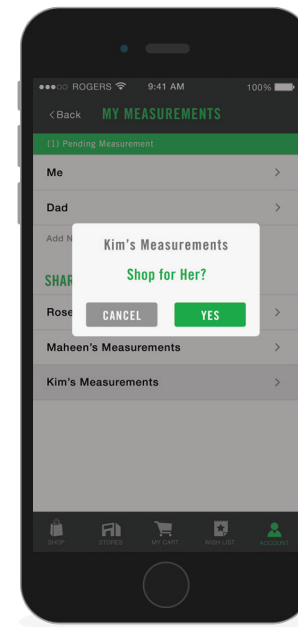 ROGERS 9:41 AM 100%
<Back MY MEASUREMENTS
(1) Pending Measurement
Me >
Dad >
Add N
Kim's Measurements
Shop for Her?
SHAR
CANCEL YES
Rose >
Maheen's Measurements >
Kim's Measurements >
SHOP STORES MY CART WISH LIST ACCOUNT